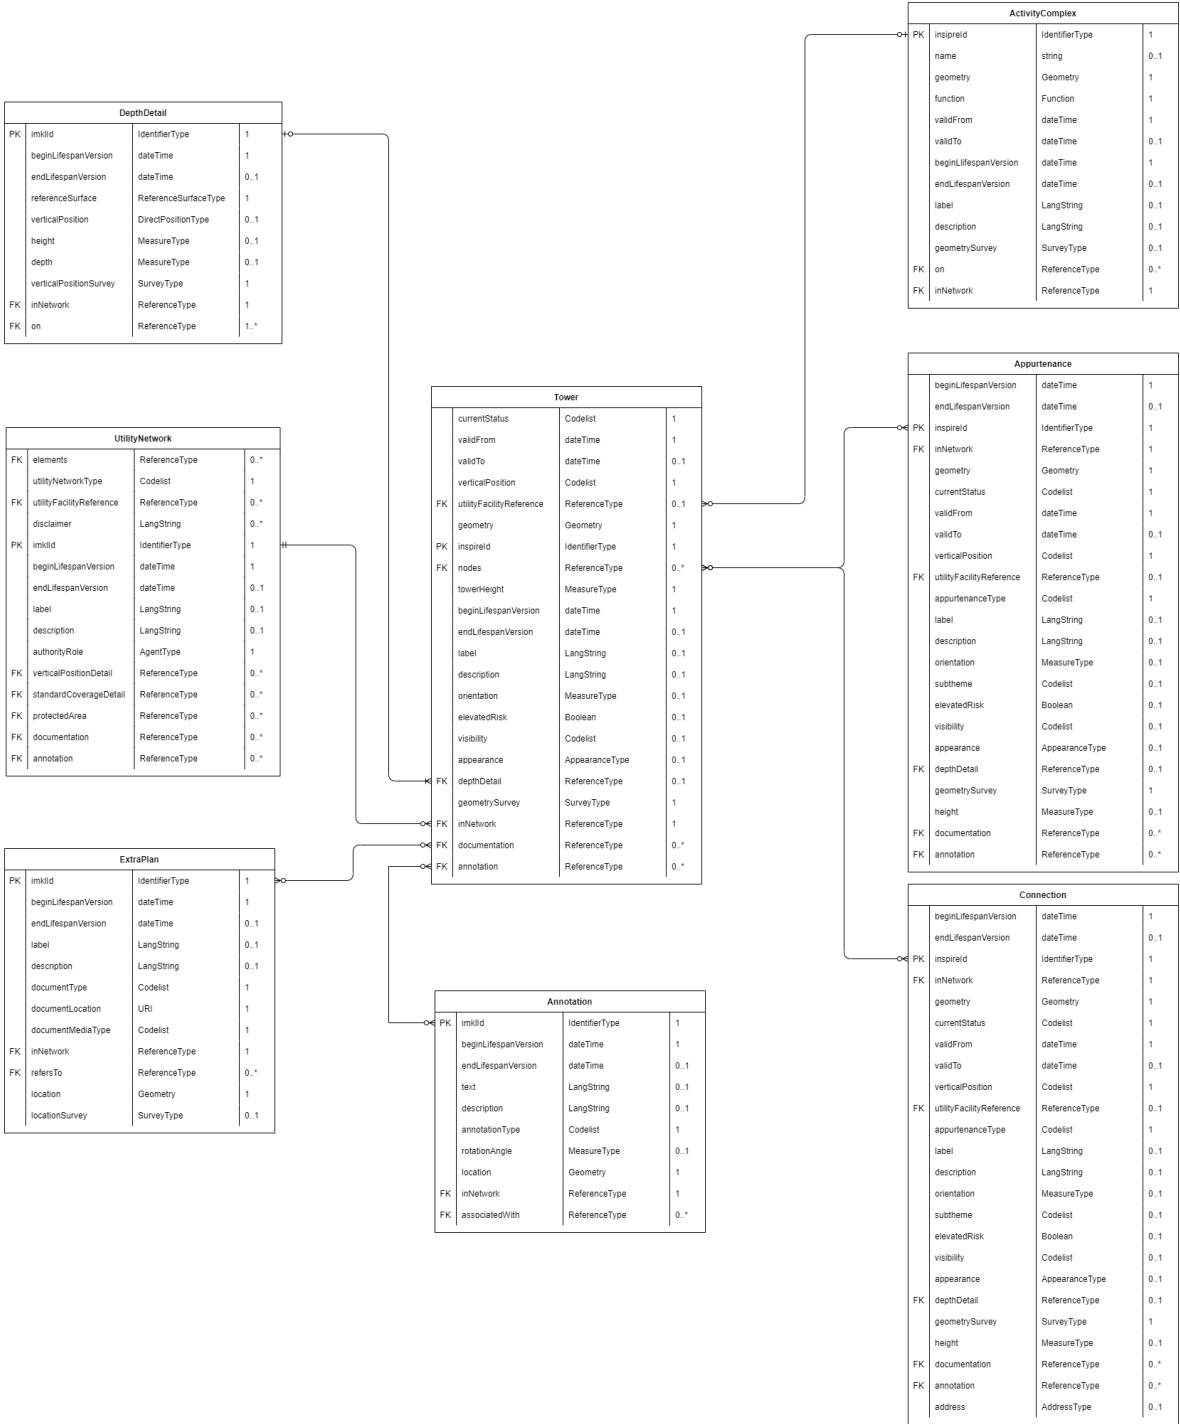 ActivityComplex
PK insipreId IdentifierType 1
name string 0..1
geometry Geometry 1
function Function 1
validFrom dateTime 1
validTo dateTime 0..1
beginLlifespanVersion dateTime 1
endLifespanVersion dateTime 0..1
label LangString 0..1
description LangString 0..1
geometrySurvey SurveyType 0..1
FK on ReferenceType 0..*
FK inNetwork ReferenceType 1
DepthDetail
PK imklId IdentifierType 1
beginLifespanVersion dateTime 1
endLifespanVersion dateTime 0..1
referenceSurface ReferenceSurfaceType 1
verticalPosition DirectPositionType 0..1
height MeasureType 0..1
depth MeasureType 0..1
verticalPositionSurvey SurveyType 1
FK inNetwork ReferenceType 1
FK on ReferenceType 1..*
UtilityNetwork
FK elements ReferenceType 0..*
utilityNetworkType Codelist 1
FK utilityFacilityReference ReferenceType 0..*
disclaimer LangString 0..*
PK imklId IdentifierType 1
beginLifespanVersion dateTime 1
endLifespanVersion dateTime 0..1
label LangString 0..1
description LangString 0..1
authorityRole AgentType 1
FK verticalPositionDetail ReferenceType 0..*
FK standardCoverageDetail ReferenceType 0..*
FK protectedArea ReferenceType 0..*
FK documentation ReferenceType 0..*
FK annotation ReferenceType 0..*
Tower
currentStatus Codelist 1
validFrom dateTime 1
validTo dateTime 0..1
verticalPosition Codelist 1
FK utilityFacilityReference ReferenceType 0..1
geometry Geometry 1
PK inspireId IdentifierType 1
FK nodes ReferenceType 0..*
towerHeight MeasureType 1
beginLifespanVersion dateTime 1
endLifespanVersion dateTime 0..1
label LangString 0..1
description LangString 0..1
orientation MeasureType 0..1
elevatedRisk Boolean 0..1
visibility Codelist 0..1
appearance AppearanceType 0..1
FK depthDetail ReferenceType 0..1
geometrySurvey SurveyType 1
FK inNetwork ReferenceType 1
FK documentation ReferenceType 0..*
FK annotation ReferenceType 0..*
Appurtenance
beginLifespanVersion dateTime 1
endLifespanVersion dateTime 0..1
PK inspireId IdentifierType 1
FK inNetwork ReferenceType 1
geometry Geometry 1
currentStatus Codelist 1
validFrom dateTime 1
validTo dateTime 0..1
verticalPosition Codelist 1
FK utilityFacilityReference ReferenceType 0..1
appurtenanceType Codelist 1
label LangString 0..1
description LangString 0..1
orientation MeasureType 0..1
subtheme Codelist 0..1
elevatedRisk Boolean 0..1
visibility Codelist 0..1
appearance AppearanceType 0..1
FK depthDetail ReferenceType 0..1
geometrySurvey SurveyType 1
height MeasureType 0..1
FK documentation ReferenceType 0..*
FK annotation ReferenceType 0..*
ExtraPlan
PK imklId IdentifierType 1
beginLifespanVersion dateTime 1
endLifespanVersion dateTime 0..1
label LangString 0..1
description LangString 0..1
documentType Codelist 1
documentLocation URI 1
documentMediaType Codelist 1
FK inNetwork ReferenceType 1
FK refersTo ReferenceType 0..*
location Geometry 1
locationSurvey SurveyType 0..1
Annotation
PK imklId IdentifierType 1
beginLifespanVersion dateTime 1
endLifespanVersion dateTime 0..1
text LangString 0..1
description LangString 0..1
annotationType Codelist 1
rotationAngle MeasureType 0..1
location Geometry 1
FK inNetwork ReferenceType 1
FK associatedWith ReferenceType 0..*
Connection
beginLifespanVersion dateTime 1
endLifespanVersion dateTime 0..1
PK inspireId IdentifierType 1
FK inNetwork ReferenceType 1
geometry Geometry 1
currentStatus Codelist 1
validFrom dateTime 1
validTo dateTime 0..1
verticalPosition Codelist 1
FK utilityFacilityReference ReferenceType 0..1
appurtenanceType Codelist 1
label LangString 0..1
description LangString 0..1
orientation MeasureType 0..1
subtheme Codelist 0..1
elevatedRisk Boolean 0..1
visibility Codelist 0..1
appearance AppearanceType 0..1
FK depthDetail ReferenceType 0..1
geometrySurvey SurveyType 1
height MeasureType 0..1
FK documentation ReferenceType 0..*
FK annotation ReferenceType 0..*
address AddressType 0..1